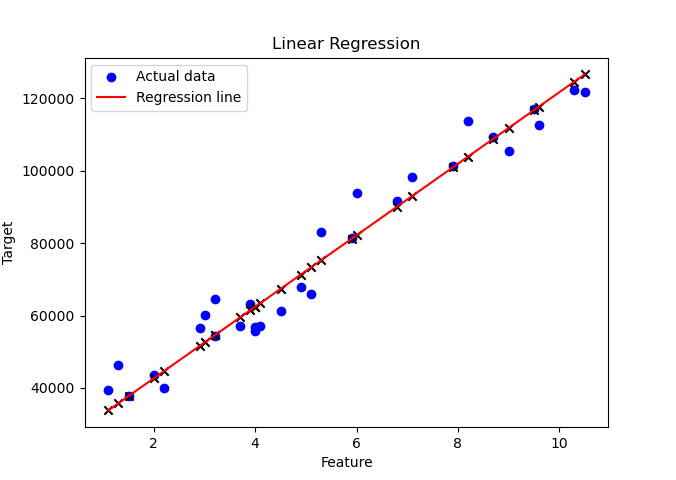 Linear Regression
Actual data
Regression line
120000
100000
80000
60000
40000
Target
2 4 6 8 10
Feature